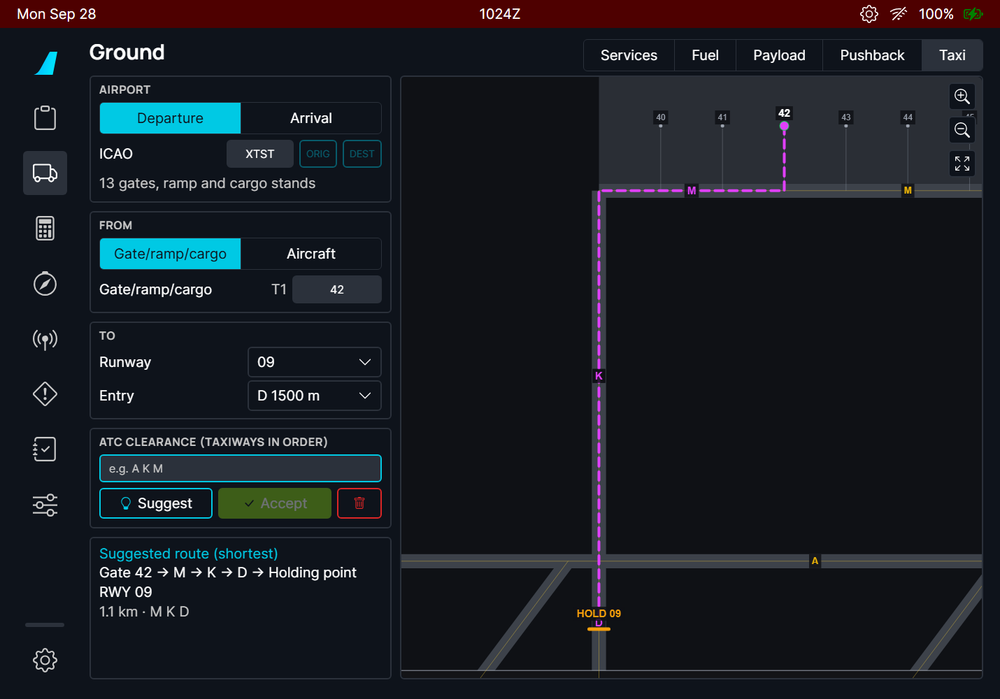 Mon Sep 28
1024Z
100%
Ground
Services
Fuel
Payload
Pushback
Taxi
AIRPORT
Departure
Arrival
ICAO
XTST
ORIG
DEST
13 gates, ramp and cargo stands
FROM
Gate/ramp/cargo
Aircraft
Gate/ramp/cargo
T1
42
TO
Runway
09
Entry
D 1500 m
ATC CLEARANCE (TAXIWAYS IN ORDER)
e.g. A K M
Suggest
Accept
Suggested route (shortest)
Gate 42 → M → K → D → Holding point
RWY 09
1.1 km · M K D
40
41
42
43
44
45
M
M
K
A
HOLD 09
D